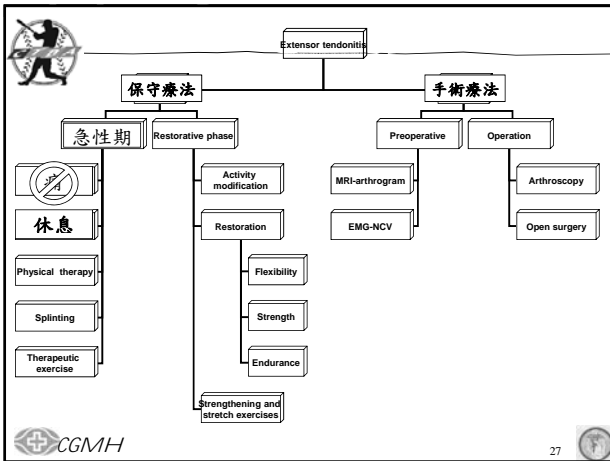 Extensor tendonitis
保守療法
手術療法
急性期
Restorative phase
Preoperative
Operation
Activity
modification
MRI-arthrogram
Arthroscopy
休息
Restoration
EMG-NCV
Open surgery
Physical therapy
Flexibility
Splinting
Strength
Therapeutic
exercise
Endurance
Strengthening and
stretch exercises
CGMH
27